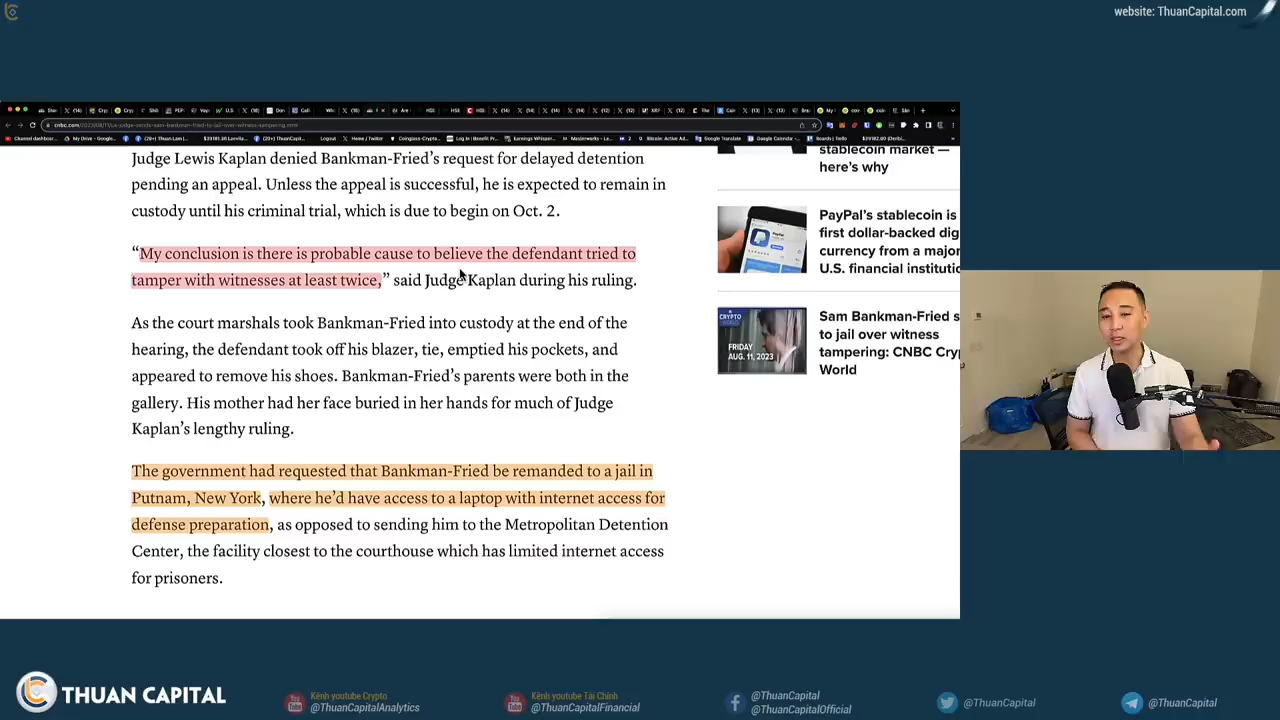 website: ThuanCapital.com
Judge Lewis Kaplan denied Bankman-Fried’s request for delayed detention
pending an appeal. Unless the appeal is successful, he is expected to remain in
custody until his criminal trial, which is due to begin on Oct. 2.
“My conclusion is there is probable cause to believe the defendant tried to
tamper with witnesses at least twice,” said Judge Kaplan during his ruling.
As the court marshals took Bankman-Fried into custody at the end of the
hearing, the defendant took off his blazer, tie, emptied his pockets, and
appeared to remove his shoes. Bankman-Fried’s parents were both in the
gallery. His mother had her face buried in her hands for much of Judge
Kaplan’s lengthy ruling.
The government had requested that Bankman-Fried be remanded to a jail in
Putnam, New York, where he’d have access to a laptop with internet access for
defense preparation, as opposed to sending him to the Metropolitan Detention
Center, the facility closest to the courthouse which has limited internet access
for prisoners.
stablecoin market —
here’s why
PayPal’s stablecoin is
first dollar-backed dig
currency from a major
U.S. financial institutio
CRYPTO
WORLD
FRIDAY
AUG. 11, 2023
Sam Bankman-Fried s
to jail over witness
tampering: CNBC Cry
World
THUAN CAPITAL
Kênh youtube Crypto
@ThuanCapitalAnalytics
Kênh youtube Tài Chính
@ThuanCapitalFinancial
@ThuanCapital
@ThuanCapitalOfficial
@ThuanCapital
@ThuanCapital